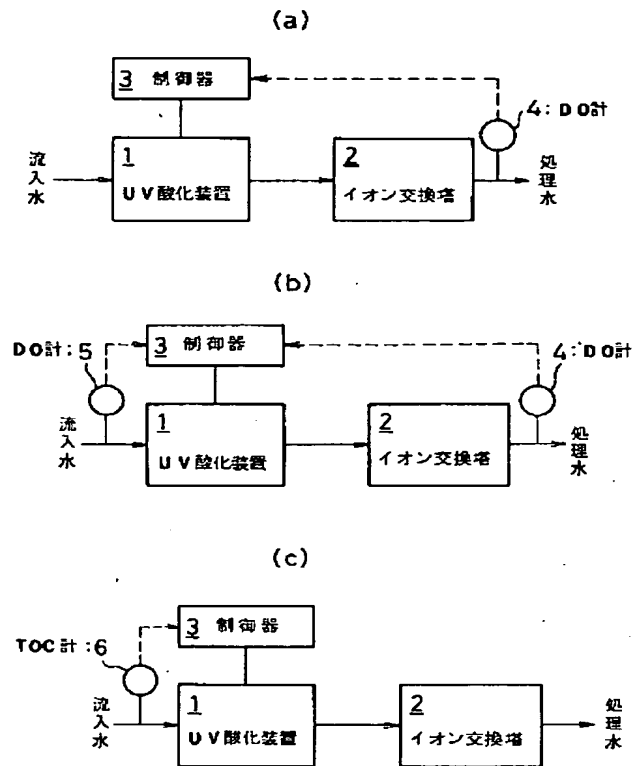 (a)
3 制御器
4:DO計
流入水
1
UV酸化装置
2
イオン交換塔
処理水
(b)
DO計:5
3 制御器
4:DO計
流入水
1
UV酸化装置
2
イオン交換塔
処理水
(c)
TOC計:6
3 制御器
流入水
1
UV酸化装置
2
イオン交換塔
処理水